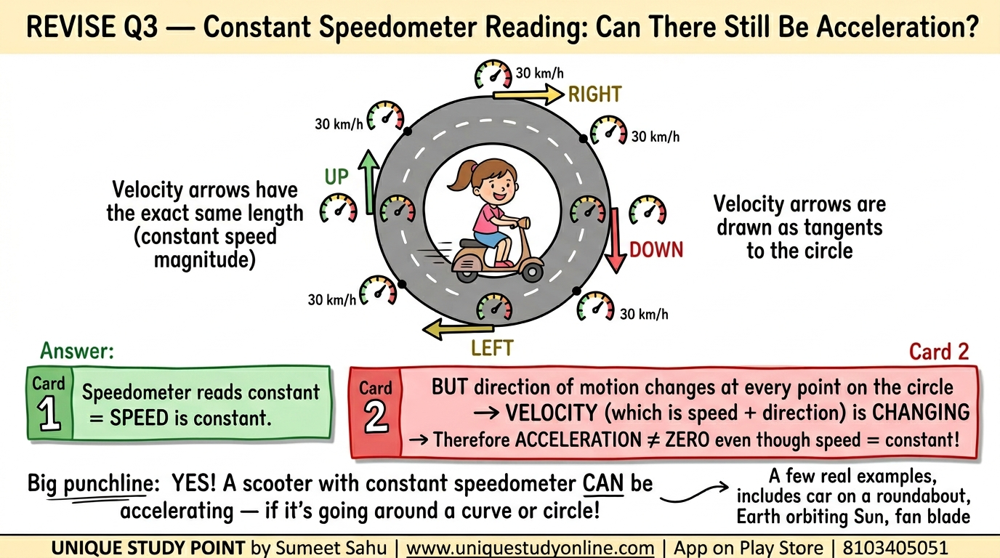 REVISE Q3 — Constant Speedometer Reading: Can There Still Be Acceleration?
30 km/h
RIGHT
30 km/h
30 km/h
UP
Velocity arrows have
the exact same length
(constant speed
magnitude)
Velocity arrows are
drawn as tangents
to the circle
DOWN
30 km/h
30 km/h
LEFT
Answer:
Card 1
Speedometer reads constant
= SPEED is constant.
Card 2
Card 2
BUT direction of motion changes at every point on the circle
→ VELOCITY (which is speed + direction) is CHANGING
→ Therefore ACCELERATION ≠ ZERO even though speed = constant!
Big punchline: YES! A scooter with constant speedometer CAN be
accelerating — if it's going around a curve or circle!
A few real examples,
includes car on a roundabout,
Earth orbiting Sun, fan blade
UNIQUE STUDY POINT by Sumeet Sahu | www.uniquestudyonline.com | App on Play Store | 8103405051